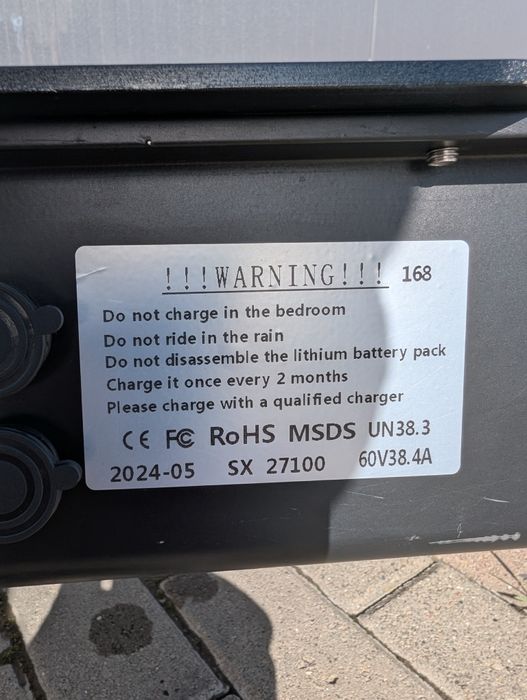 !!!WARNING!!! 168
Do not charge in the bedroom
Do not ride in the rain
Do not disassemble the lithium battery pack
Charge it once every 2 months
Please charge with a qualified charger
CE FC RoHS MSDS UN38.3
2024-05 SX 27100 60V38.4A